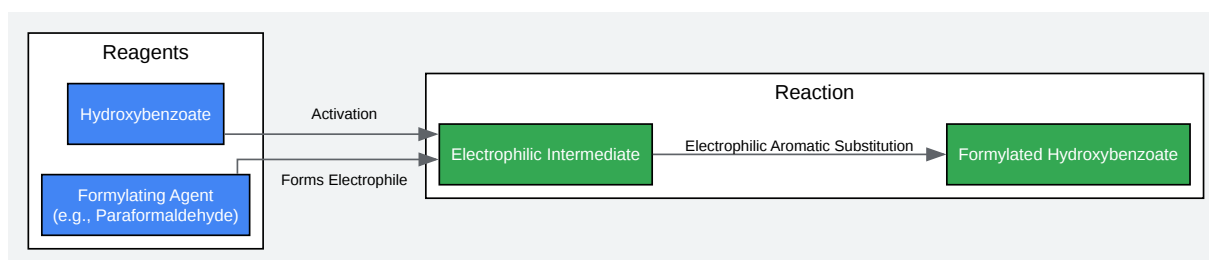 Reagents
Hydroxybenzoate
Formylating Agent
(e.g., Paraformaldehyde)
Activation
Forms Electrophile
Reaction
Electrophilic Intermediate
Electrophilic Aromatic Substitution
Formylated Hydroxybenzoate